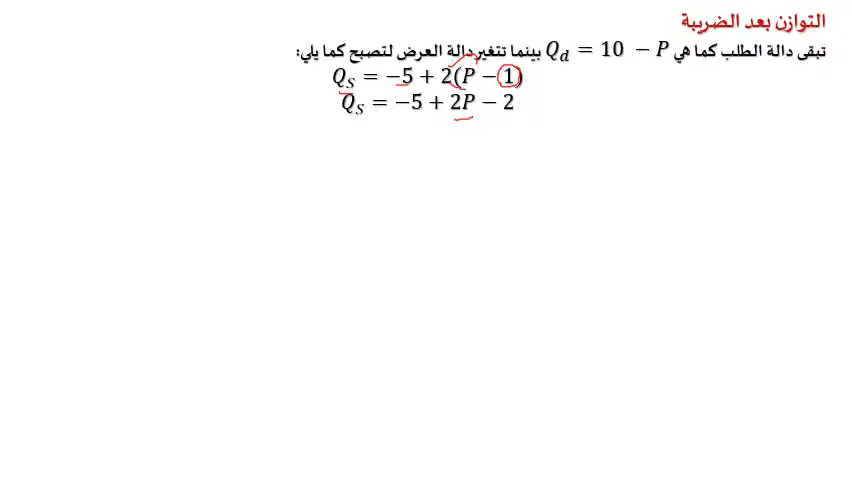 التوازن بعد الضريبة
تبقى دالة الطلب كما هي Q_d = 10 − P بينما تتغير دالة العرض لتصبح كما يلي:
Q_S = −5 + 2(P − 1)
Q_S = −5 + 2P − 2